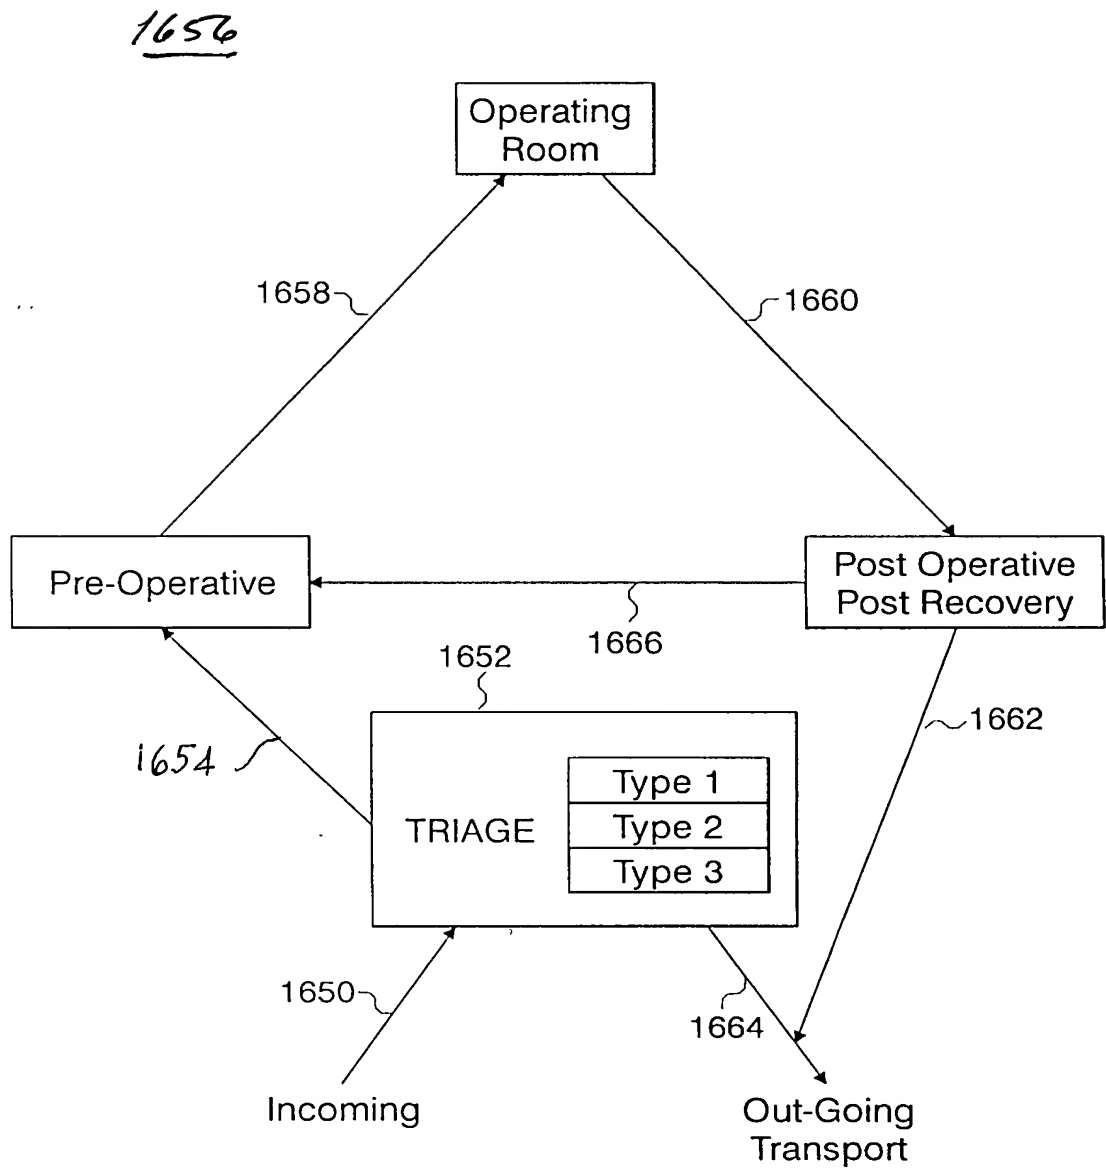 1656
Operating
Room
1658
1660
Pre-Operative
Post Operative
Post Recovery
1666
1652
1662
1654
TRIAGE
Type 1
Type 2
Type 3
1650
1664
Incoming
Out-Going
Transport